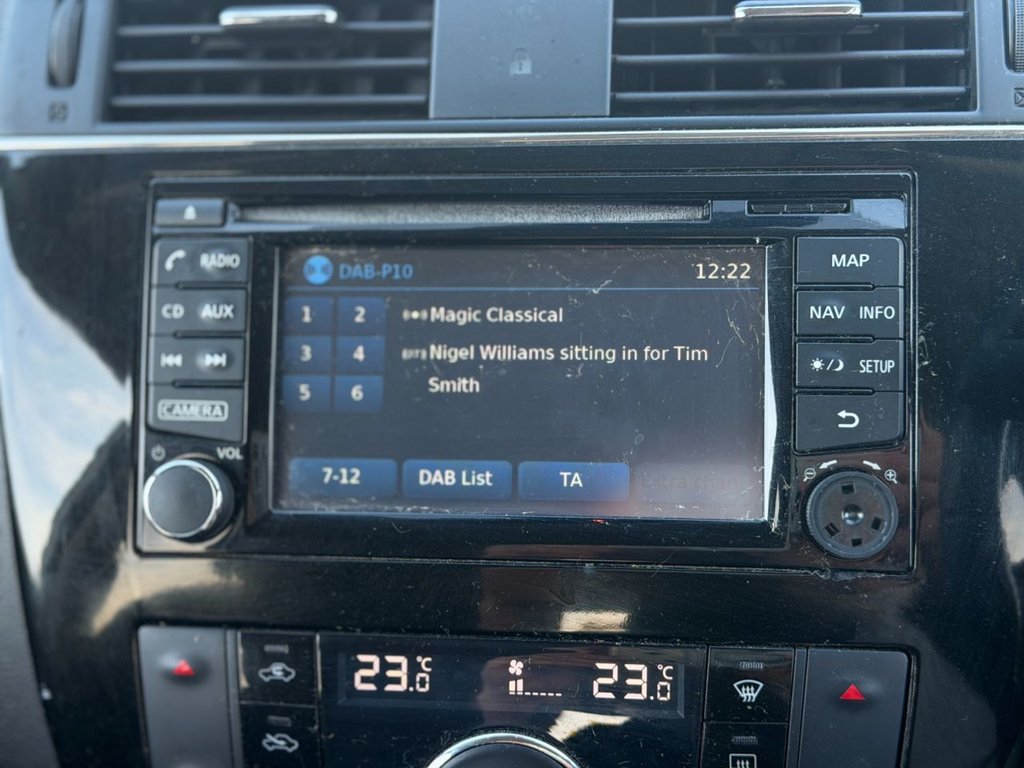 DAB-P10 12:22
RADIO
MAP
1 2
Magic Classical
CD AUX
NAV INFO
3 4
Nigel Williams sitting in for Tim
SETUP
5 6
Smith
CAMERA
VOL
7-12 DAB List TA
23.0°C 23.0°C